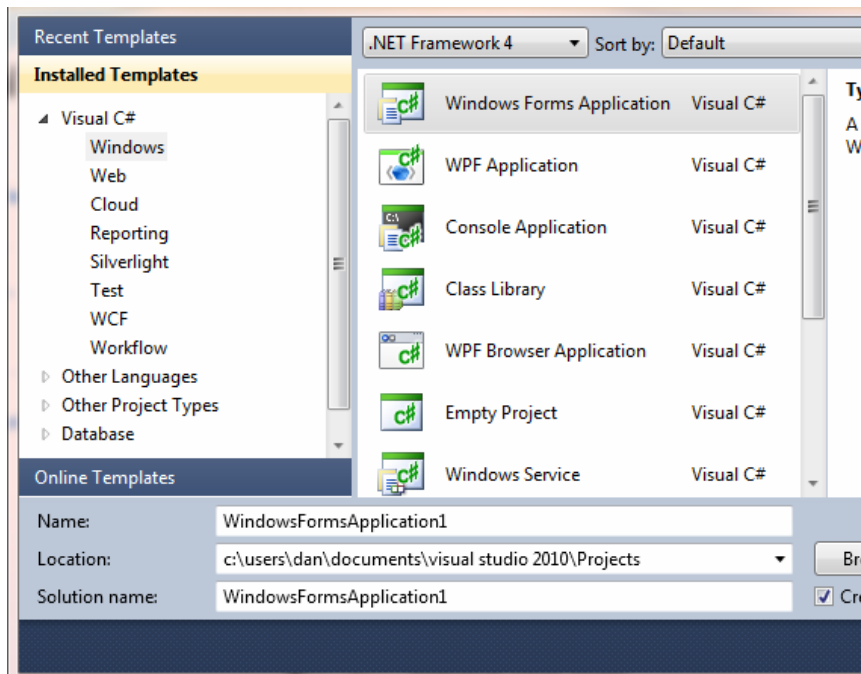 Recent Templates
Installed Templates
Visual C#
Windows
Web
Cloud
Reporting
Silverlight
Test
WCF
Workflow
Other Languages
Other Project Types
Database
Online Templates
.NET Framework 4 Sort by: Default
Windows Forms Application Visual C#
WPF Application Visual C#
Console Application Visual C#
Class Library Visual C#
WPF Browser Application Visual C#
Empty Project Visual C#
Windows Service Visual C#
Name: WindowsFormsApplication1
Location: c:\users\dan\documents\visual studio 2010\Projects
Solution name: WindowsFormsApplication1